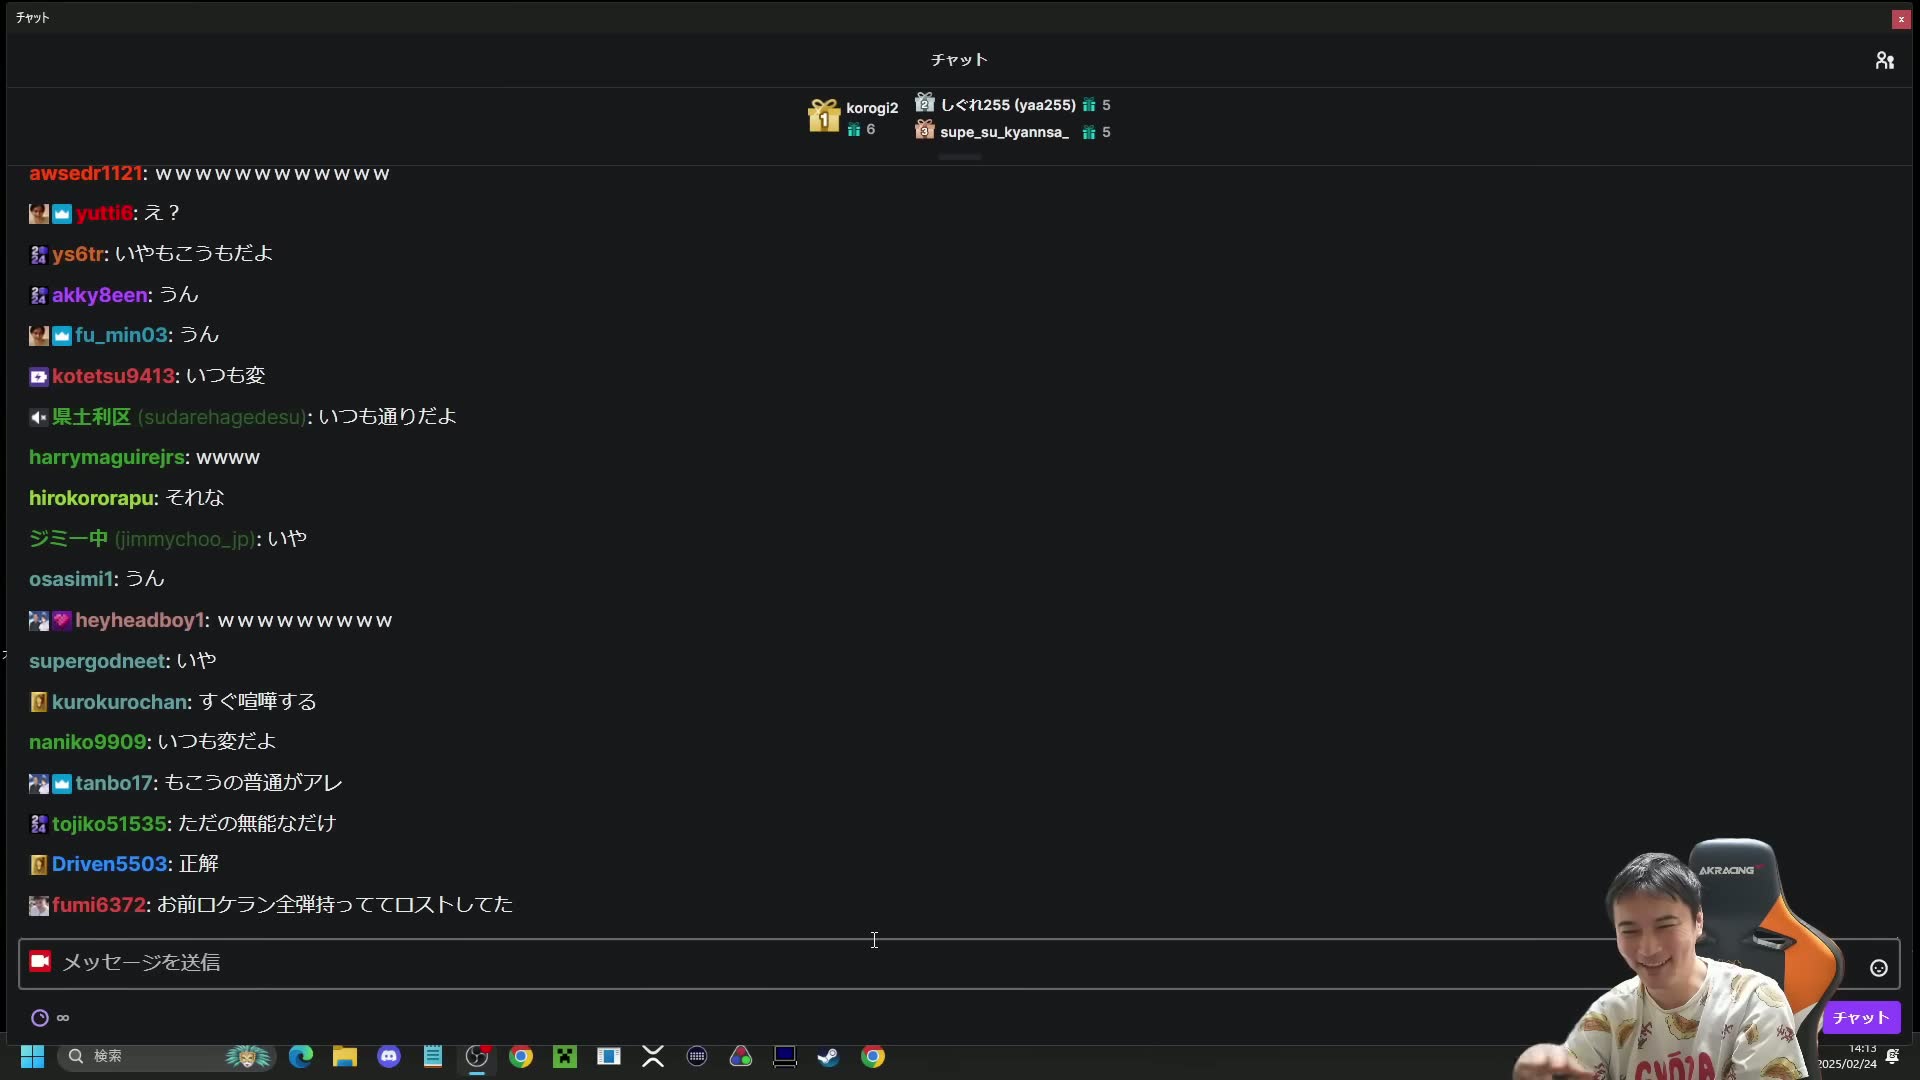 チャット
チャット
korogi2
6
しぐれ255 (yaa255) 5
supe_su_kyannsa_ 5
awsedr1121: ｗｗｗｗｗｗｗｗｗｗｗｗ
yutti6: え？
ys6tr: いやもこうもだよ
akky8een: うん
fu_min03: うん
kotetsu9413: いつも変
県土利区 (sudarehagedesu): いつも通りだよ
harrymaguirejrs: wwww
hirokororapu: それな
ジミー中 (jimmychoo_jp): いや
osasimi1: うん
heyheadboy1: ｗｗｗｗｗｗｗｗｗ
supergodneet: いや
kurokurochan: すぐ喧嘩する
naniko9909: いつも変だよ
tanbo17: もこうの普通がアレ
tojiko51535: ただの無能なだけ
Driven5503: 正解
fumi6372: お前ロケラン全弾持っててロストしてた
メッセージを送信
∞
チャット
検索
14:13
2025/02/24
AKRACING
GYOZA